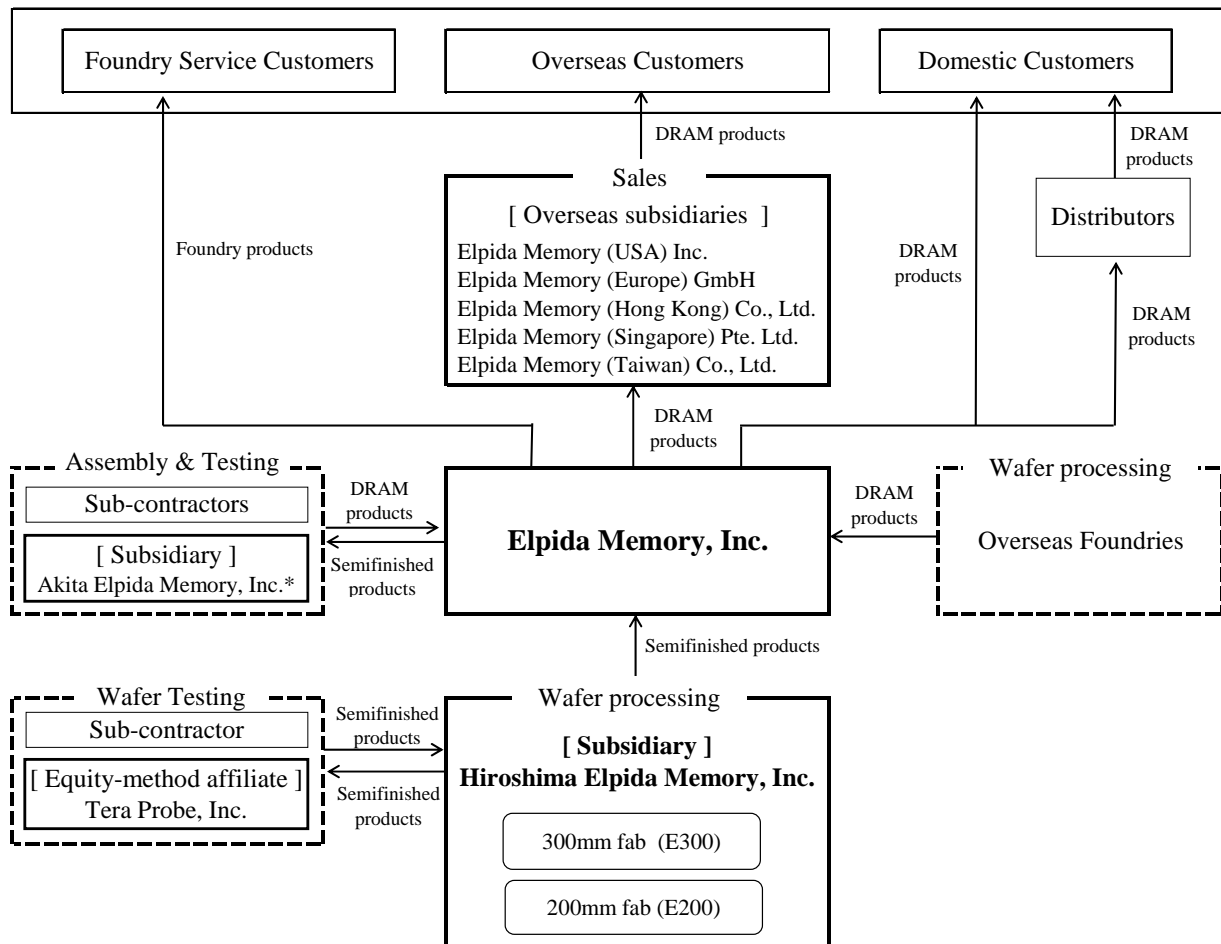 Foundry Service Customers
Overseas Customers
Domestic Customers
DRAM products
DRAM
products
Sales
[ Overseas subsidiaries ]
Elpida Memory (USA) Inc.
Elpida Memory (Europe) GmbH
Elpida Memory (Hong Kong) Co., Ltd.
Elpida Memory (Singapore) Pte. Ltd.
Elpida Memory (Taiwan) Co., Ltd.
Distributors
Foundry products
DRAM
products
DRAM
products
DRAM
products
Assembly & Testing
Sub-contractors
[ Subsidiary ]
Akita Elpida Memory, Inc.*
DRAM
products
Semifinished
products
Elpida Memory, Inc.
DRAM
products
Wafer processing
Overseas Foundries
Semifinished products
Wafer Testing
Sub-contractor
[ Equity-method affiliate ]
Tera Probe, Inc.
Semifinished
products
Semifinished
products
Wafer processing
[ Subsidiary ]
Hiroshima Elpida Memory, Inc.
300mm fab (E300)
200mm fab (E200)